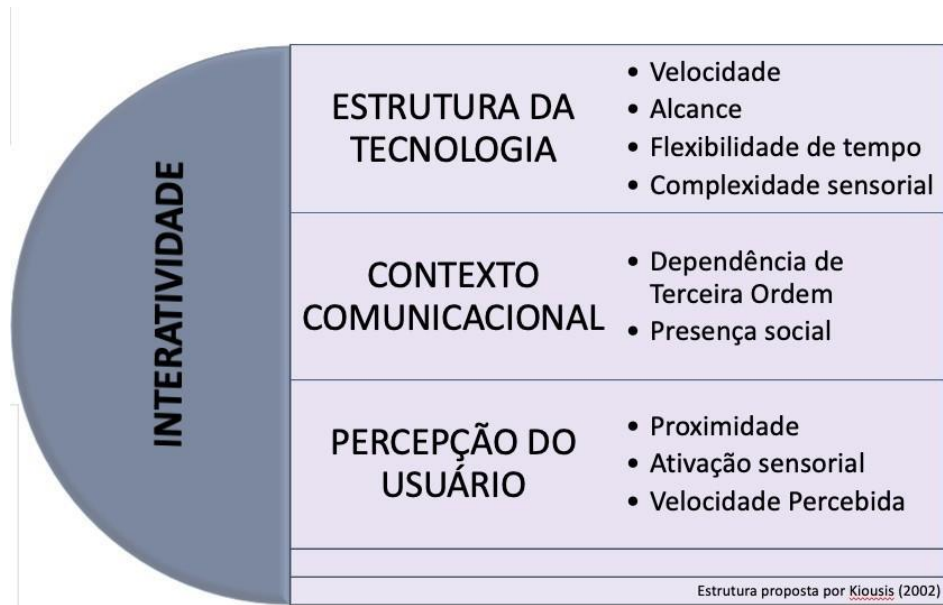 INTERATIVIDADE
ESTRUTURA DA
TECNOLOGIA
• Velocidade
• Alcance
• Flexibilidade de tempo
• Complexidade sensorial
CONTEXTO
COMUNICACIONAL
• Dependência de
Terceira Ordem
• Presença social
PERCEPÇÃO DO
USUÁRIO
• Proximidade
• Ativação sensorial
• Velocidade Percebida
Estrutura proposta por Kiousis (2002)